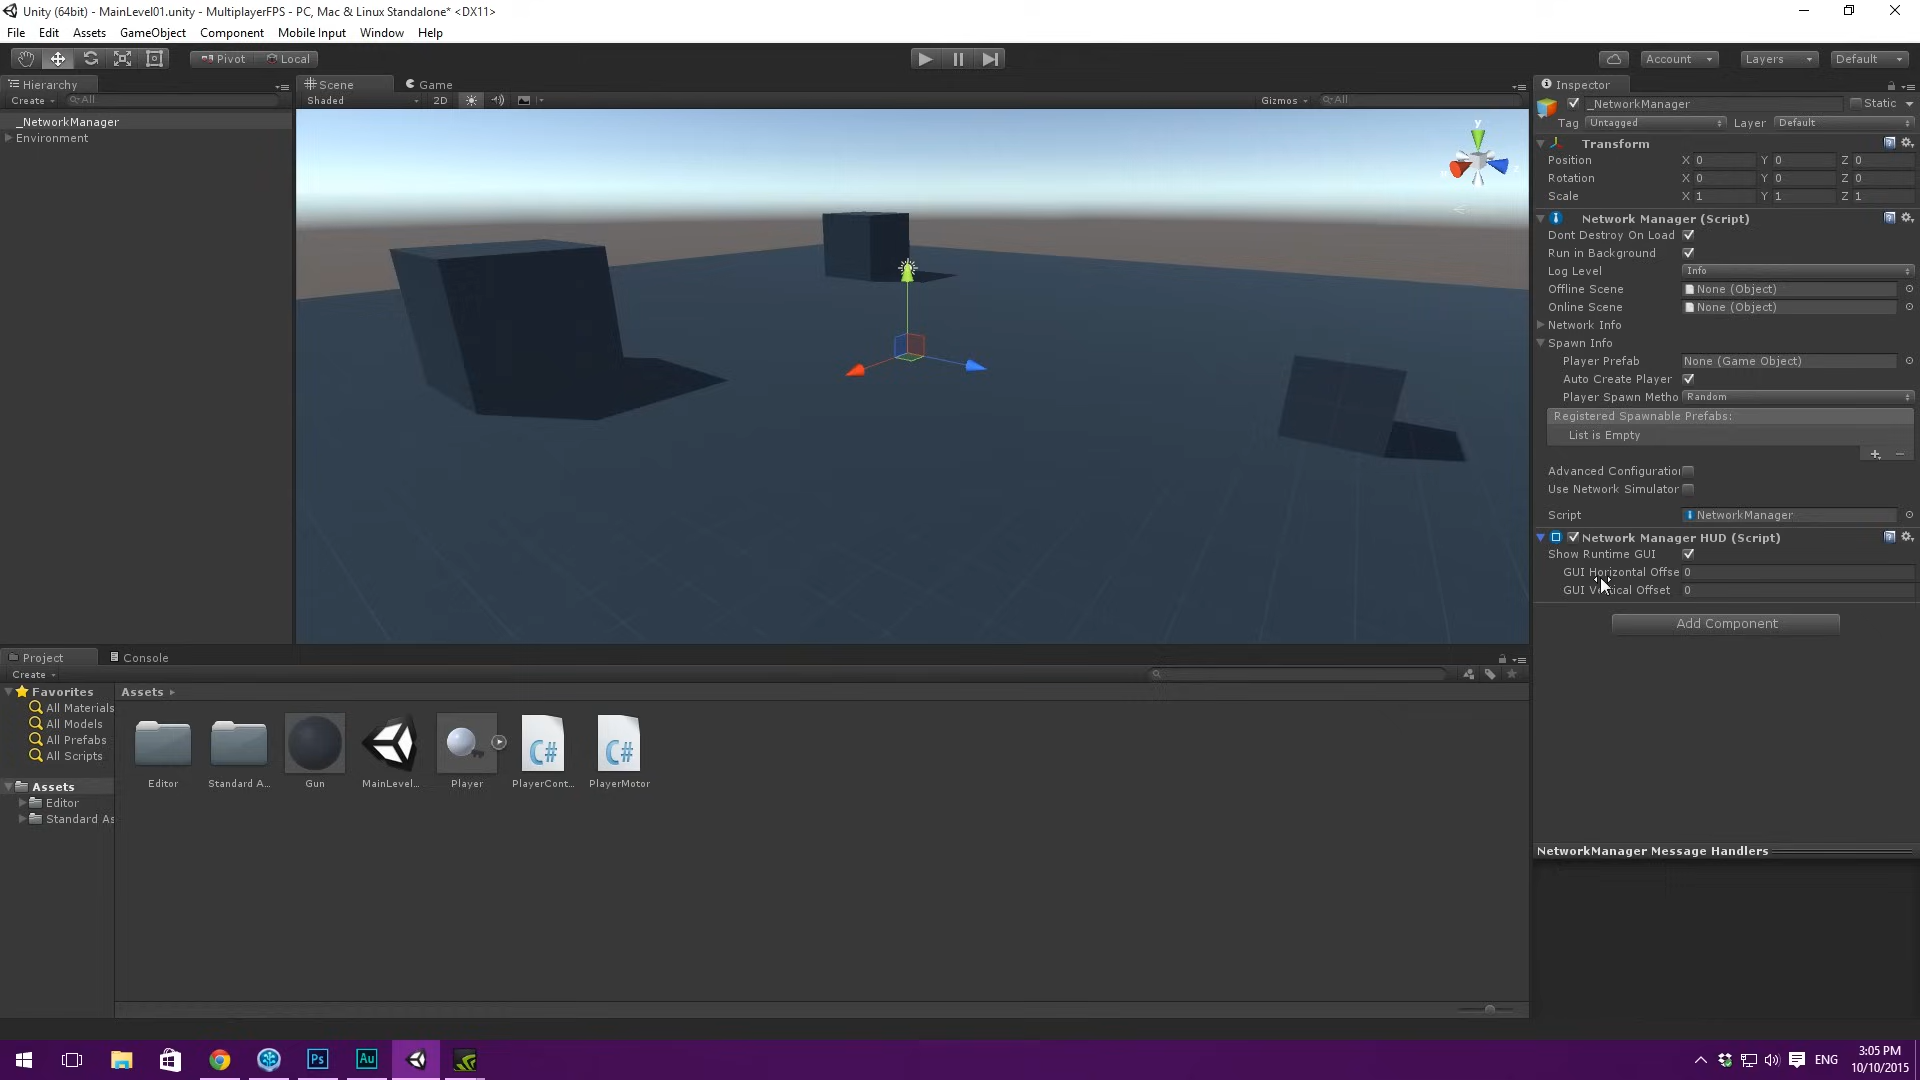 Unity (64bit) - MainLevel01.unity - MultiplayerFPS - PC, Mac & Linux Standalone* <DX11>
File Edit Assets GameObject Component Mobile Input Window Help
Pivot Local Account Layers Default
Hierarchy
Create All
_NetworkManager
Environment
Scene Game
Shaded 2D Gizmos All
y
Inspector
_NetworkManager Static
Tag Untagged Layer Default
Transform
Position X 0 Y 0 Z 0
Rotation X 0 Y 0 Z 0
Scale X 1 Y 1 Z 1
Network Manager (Script)
Dont Destroy On Load
Run in Background
Log Level Info
Offline Scene None (Object)
Online Scene None (Object)
Network Info
Spawn Info
Player Prefab None (Game Object)
Auto Create Player
Player Spawn Metho Random
Registered Spawnable Prefabs:
List is Empty
Advanced Configuration
Use Network Simulator
Script NetworkManager
Network Manager HUD (Script)
Show Runtime GUI
GUI Horizontal Offse 0
GUI Vertical Offset 0
Add Component
NetworkManager Message Handlers
Project Console
Create
Favorites
All Materials
All Models
All Prefabs
All Scripts
Assets
Editor
Standard As
Assets
Editor Standard A... Gun MainLevel... Player PlayerCont... PlayerMotor
C# C#
Ps Au
ENG
3:05 PM
10/10/2015